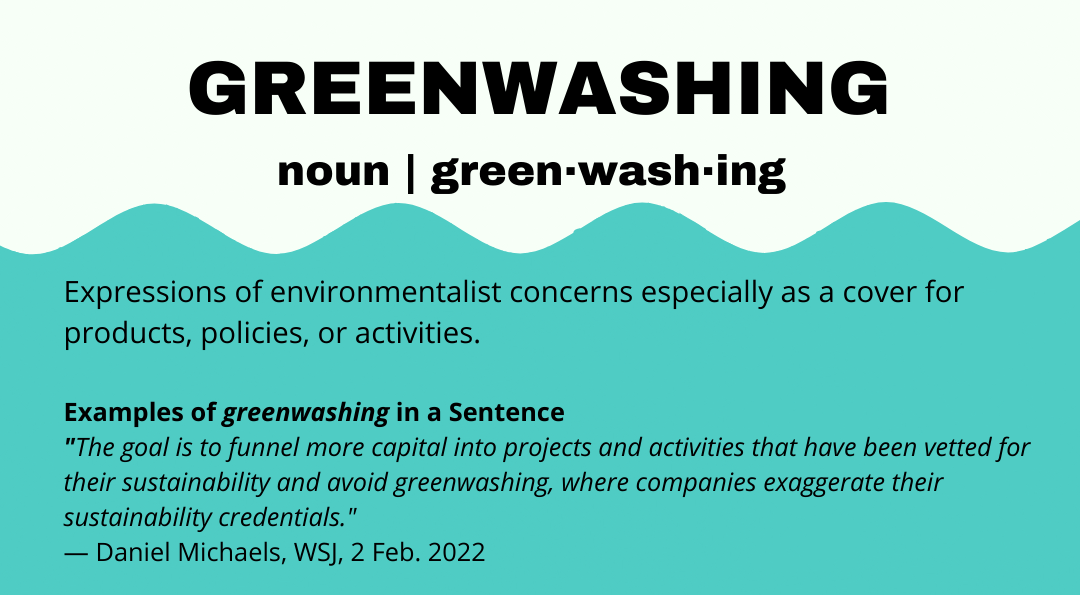 GREENWASHING
noun | green·wash·ing
Expressions of environmentalist concerns especially as a cover for
products, policies, or activities.
Examples of greenwashing in a Sentence
"The goal is to funnel more capital into projects and activities that have been vetted for
their sustainability and avoid greenwashing, where companies exaggerate their
sustainability credentials."
— Daniel Michaels, WSJ, 2 Feb. 2022